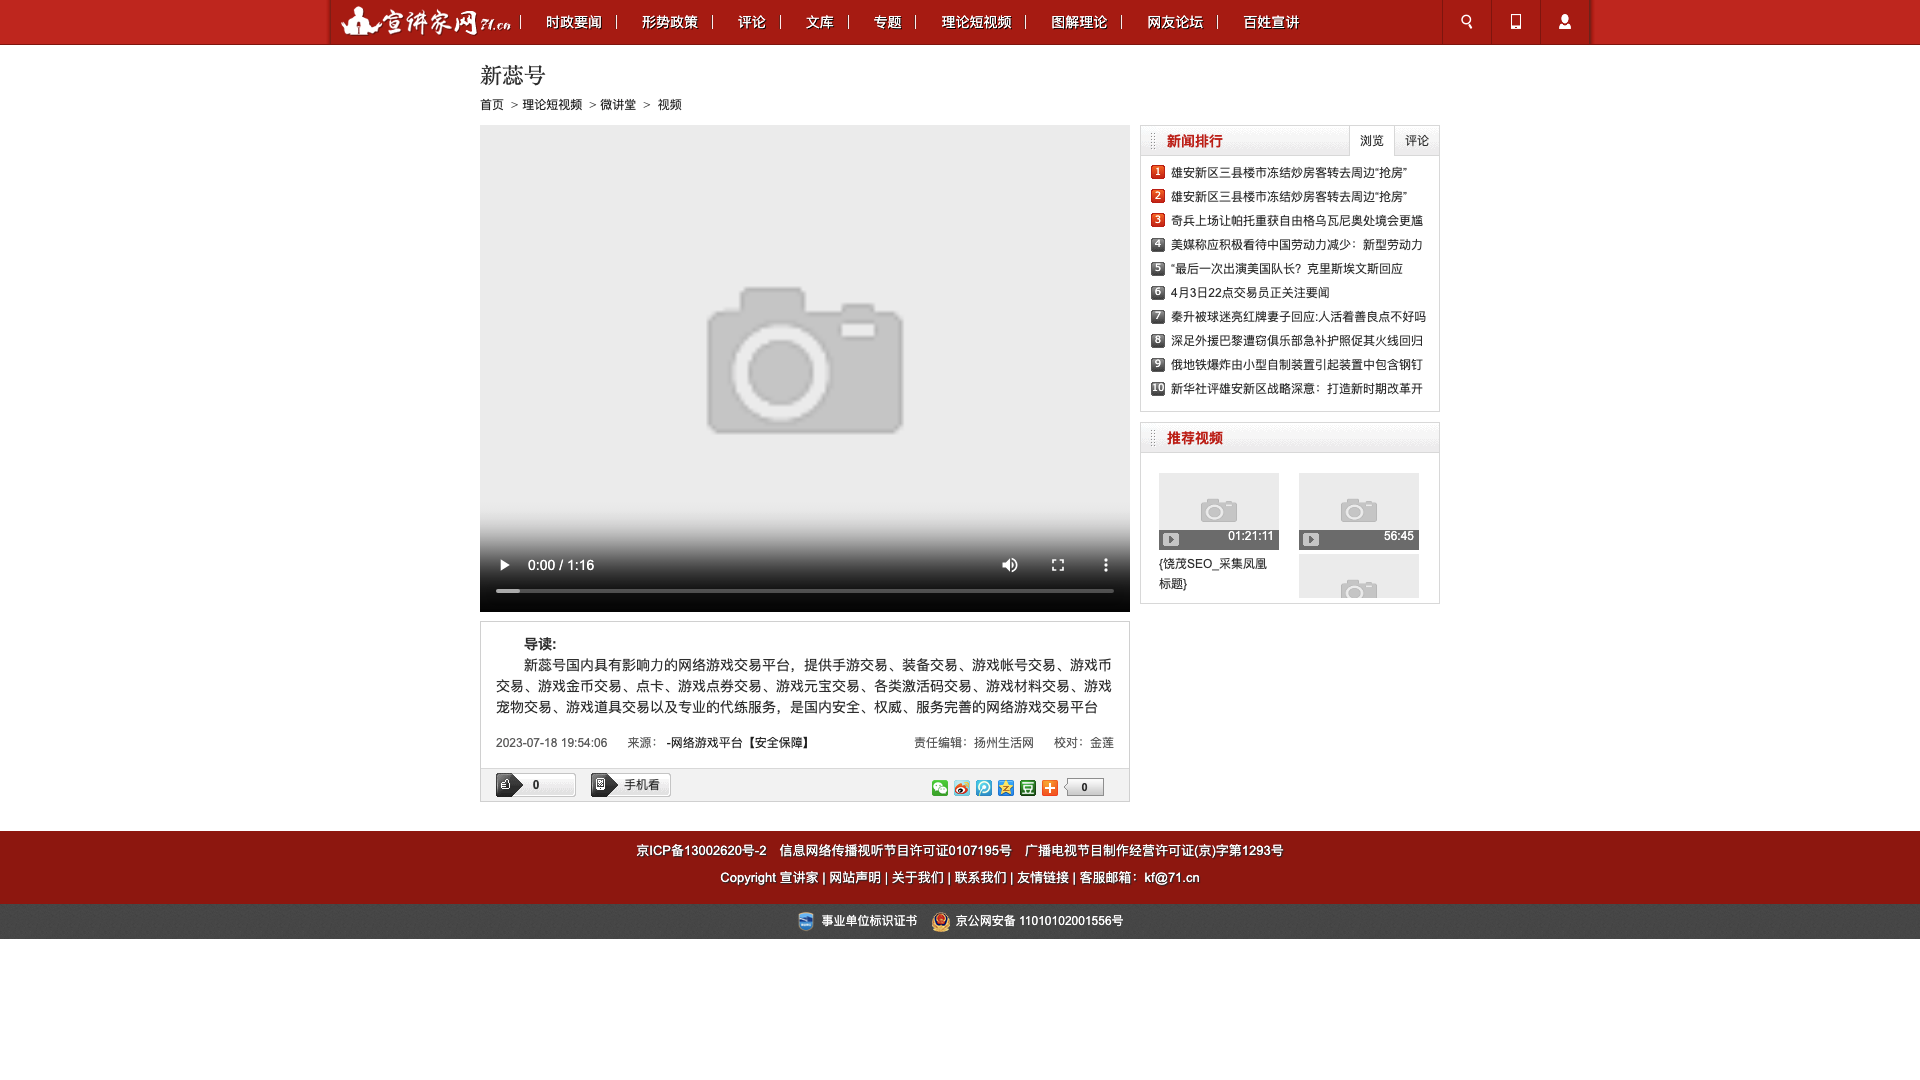 宣讲家网71.cn
时政要闻
形势政策
评论
文库
专题
理论短视频
图解理论
网友论坛
百姓宣讲
新蕊号
首页 > 理论短视频 > 微讲堂 > 视频
0:00 / 1:16
导读:
新蕊号国内具有影响力的网络游戏交易平台，提供手游交易、装备交易、游戏帐号交易、游戏币
交易、游戏金币交易、点卡、游戏点券交易、游戏元宝交易、各类激活码交易、游戏材料交易、游戏
宠物交易、游戏道具交易以及专业的代练服务，是国内安全、权威、服务完善的网络游戏交易平台
2023-07-18 19:54:06 来源： -网络游戏平台【安全保障】 责任编辑：扬州生活网 校对：金莲
0
手机看
豆
0
新闻排行
浏览
评论
1 雄安新区三县楼市冻结炒房客转去周边“抢房”
2 雄安新区三县楼市冻结炒房客转去周边“抢房”
3 奇兵上场让帕托重获自由格乌瓦尼奥处境会更尴
4 美媒称应积极看待中国劳动力减少：新型劳动力
5 “最后一次出演美国队长？克里斯埃文斯回应
6 4月3日22点交易员正关注要闻
7 秦升被球迷亮红牌妻子回应:人活着善良点不好吗
8 深足外援巴黎遭窃俱乐部急补护照促其火线回归
9 俄地铁爆炸由小型自制装置引起装置中包含钢钉
10 新华社评雄安新区战略深意：打造新时期改革开
推荐视频
01:21:11
56:45
{饶茂SEO_采集凤凰
标题}
京ICP备13002620号-2 信息网络传播视听节目许可证0107195号 广播电视节目制作经营许可证(京)字第1293号
Copyright 宣讲家 | 网站声明 | 关于我们 | 联系我们 | 友情链接 | 客服邮箱：kf@71.cn
事业单位标识证书 京公网安备 11010102001556号